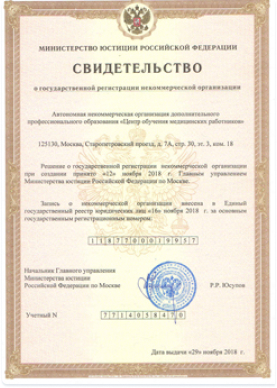 МИНИСТЕРСТВО ЮСТИЦИИ РОССИЙСКОЙ ФЕДЕРАЦИИ
СВИДЕТЕЛЬСТВО
о государственной регистрации некоммерческой организации
Автономная некоммерческая организация дополнительного
профессионального образования «Центр обучения медицинских работников»
125130, Москва, Старопетровский проезд, д. 7А, стр. 30, эт. 3, ком. 18
Решение о государственной регистрации некоммерческой организации
при создании принято «12» ноября 2018 г. Главным управлением
Министерства юстиции Российской Федерации по Москве.
Запись о некоммерческой организации внесена в Единый
государственный реестр юридических лиц «16» ноября 2018 г. за основным
государственным регистрационным номером:
1187700019957
Начальник Главного управления
Министерства юстиции
Российской Федерации по Москве
Р.Р. Юсупов
Учетный N
7714058470
Дата выдачи «29» ноября 2018 г.